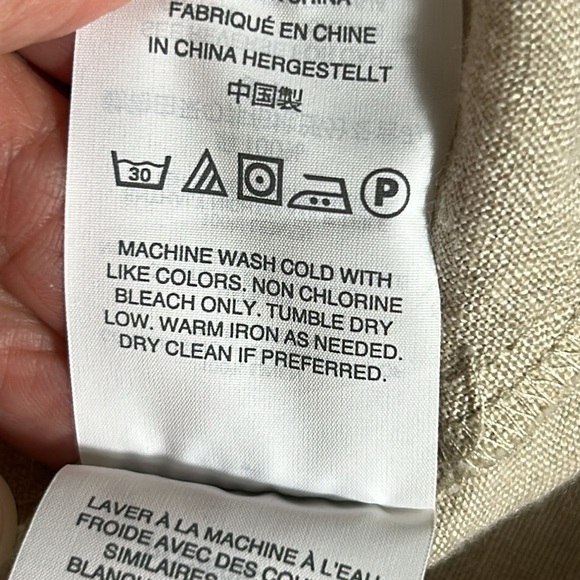 FABRIQUÉ EN CHINE
IN CHINA HERGESTELLT
中国製
30 P
MACHINE WASH COLD WITH
LIKE COLORS. NON CHLORINE
BLEACH ONLY. TUMBLE DRY
LOW. WARM IRON AS NEEDED.
DRY CLEAN IF PREFERRED.
LAVER À LA MACHINE À L'EAU
FROIDE AVEC DES
SIMILAIRES